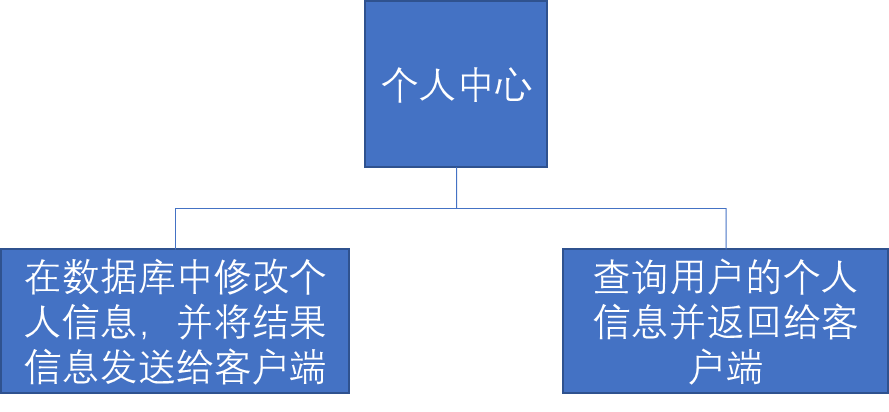 个人中心
在数据库中修改个
人信息，并将结果
信息发送给客户端
查询用户的个人
信息并返回给客
户端